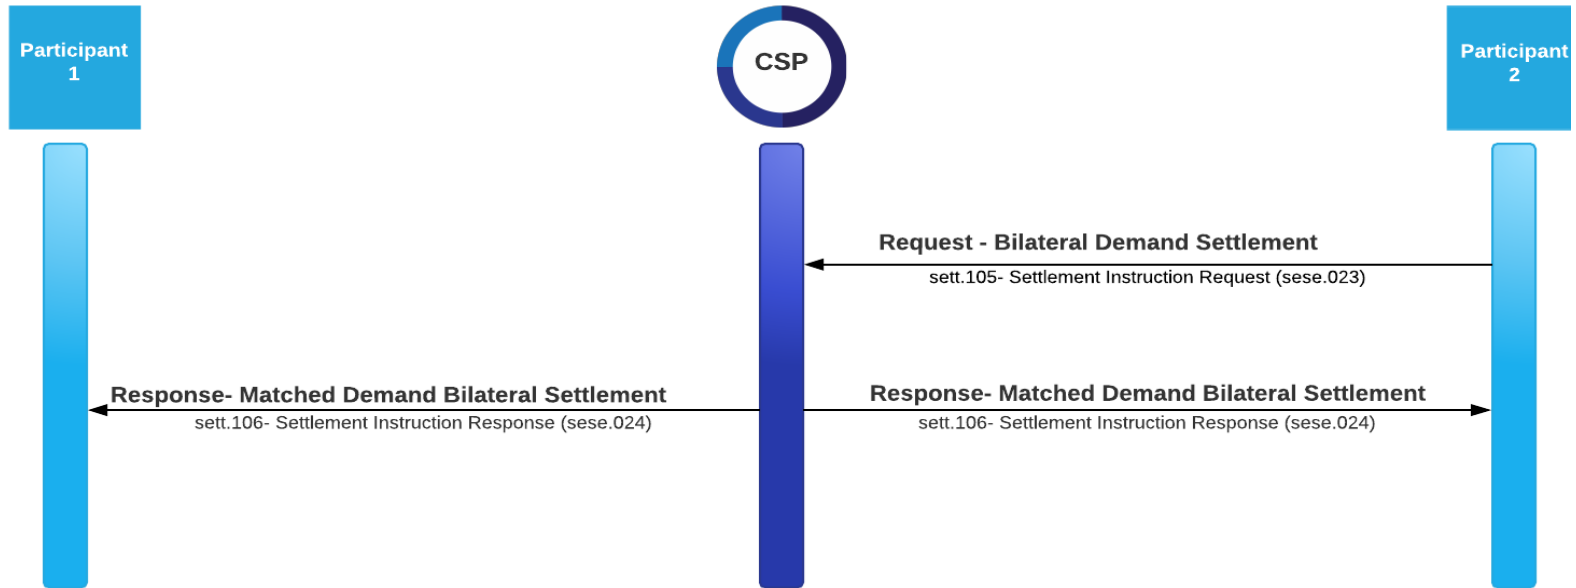 Participant
1
CSP
Participant
2
Request - Bilateral Demand Settlement
sett.105- Settlement Instruction Request (sese.023)
Response- Matched Demand Bilateral Settlement
sett.106- Settlement Instruction Response (sese.024)
Response- Matched Demand Bilateral Settlement
sett.106- Settlement Instruction Response (sese.024)